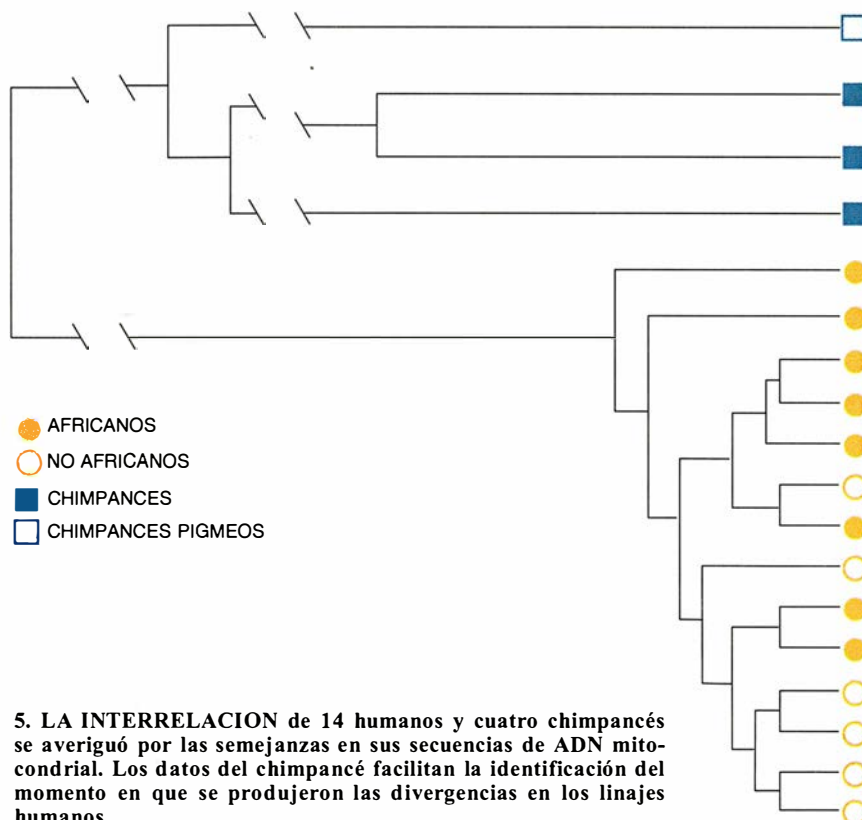 AFRICANOS
NO AFRICANOS
CHIMPANCES
CHIMPANCES PIGMEOS
5. LA INTERRELACION de 14 humanos y cuatro chimpancés
se averiguó por las semejanzas en sus secuencias de ADN mito-
condrial. Los datos del chimpancé facilitan la identificación del
momento en que se produjeron las divergencias en los linajes
humanos